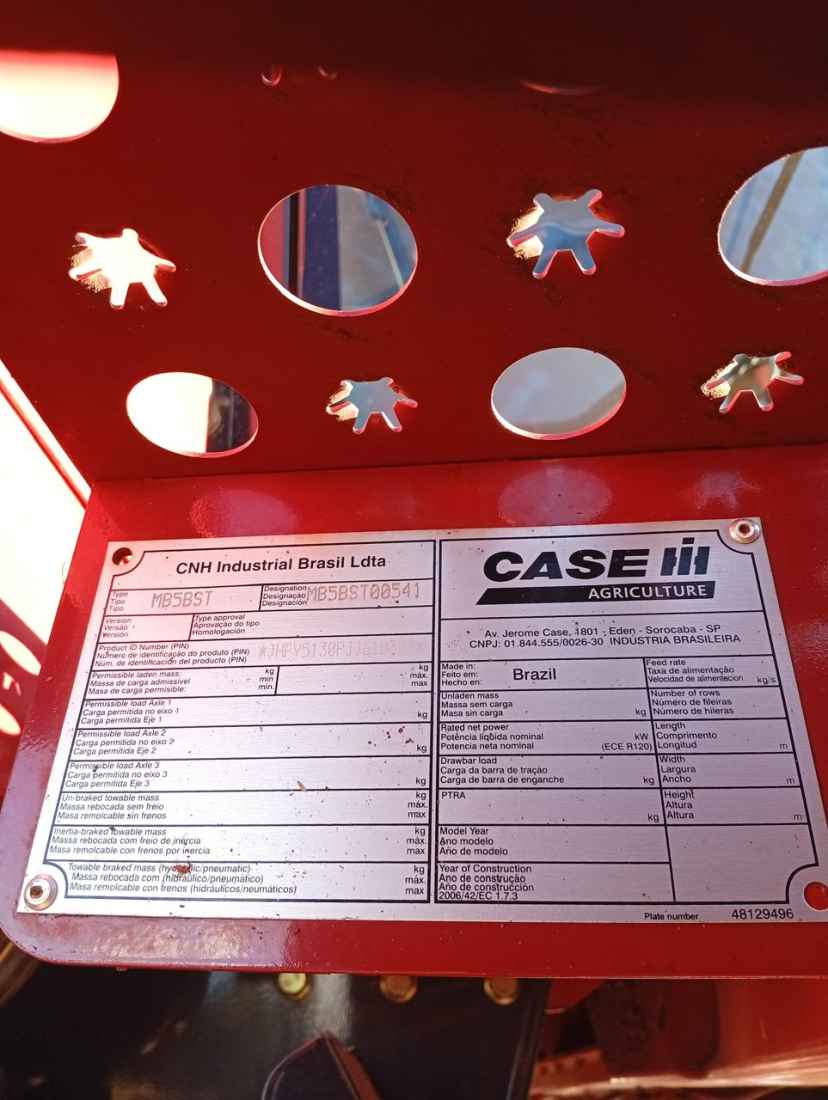 CNH Industrial Brasil Ldta
Type
Tipo
Tipo
MB5BST
Designation
Designação
Designación
MB5BST00541
Version
Versão
Versión
Type approval
Aprovação do tipo
Homologación
Product ID Number (PIN)
Número de identificação do produto (PIN)
Núm. de identificación del producto (PIN)
Permissible laden mass:
Massa de carga admissível
Masa de carga permisible:
kg
min
min.
kg
máx.
max
Permissible load Axle 1
Carga permitida no eixo 1
Carga permitida Eje 1
kg
Permissible load Axle 2
Carga permitida no eixo 2
Carga permitida Eje 2
kg
Permissible load Axle 3
Carga permitida no eixo 3
Carga permitida Eje 3
kg
Un-braked towable mass
Massa rebocada sem freio
Masa remolcable sin frenos
kg
máx.
max
Inertia-braked towable mass
Massa rebocada com freio de inercia
Masa remolcable con frenos por inercia
kg
máx.
max
Towable braked mass (hydraulic/pneumatic)
Massa rebocada com (hidráulico/pneumático)
Masa remolcable con frenos (hidráulicos/neumáticos)
kg
máx.
max
CASE IH
AGRICULTURE
Av. Jerome Case, 1801 - Eden - Sorocaba - SP
CNPJ: 01.844.555/0026-30 INDÚSTRIA BRASILEIRA
Made in:
Feito em:
Hecho en:
Brazil
Feed rate
Taxa de alimentação
Velocidad de alimentación
kg/s
Unladen mass
Massa sem carga
Masa sin carga
kg
Number of rows
Número de fileiras
Número de hileras
Rated net power
Potência líqbida nominal
Potencia neta nominal
kW
(ECE R120)
Length
Comprimento
Longitud
m
Drawbar load
Carga da barra de tração
Carga de barra de enganche
kg
Width
Largura
Ancho
m
PTRA
kg
Height
Altura
Altura
m
Model Year
Ano modelo
Año de modelo
Year of Construction
Ano de construção
Año de construcción
2006/42/EC 1.7.3
Plate number
48129496